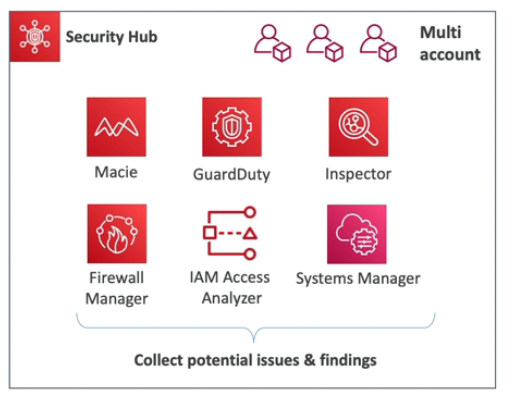 Security Hub
Multi
account
Macie
GuardDuty
Inspector
Firewall
Manager
IAM Access
Analyzer
Systems Manager
Collect potential issues & findings